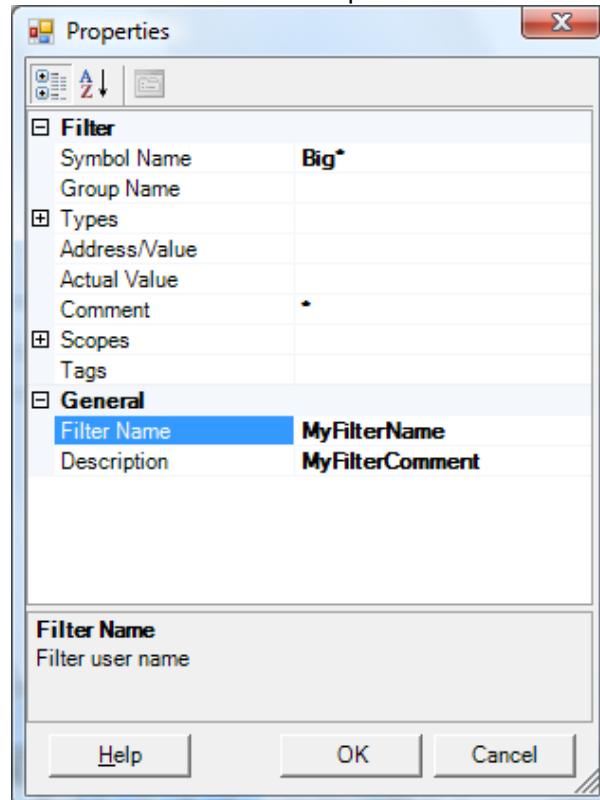 Properties
A
Z
Filter
Symbol Name Big*
Group Name
Types
Address/Value
Actual Value
Comment *
Scopes
Tags
General
Filter Name MyFilterName
Description MyFilterComment
Filter Name
Filter user name
Help OK Cancel